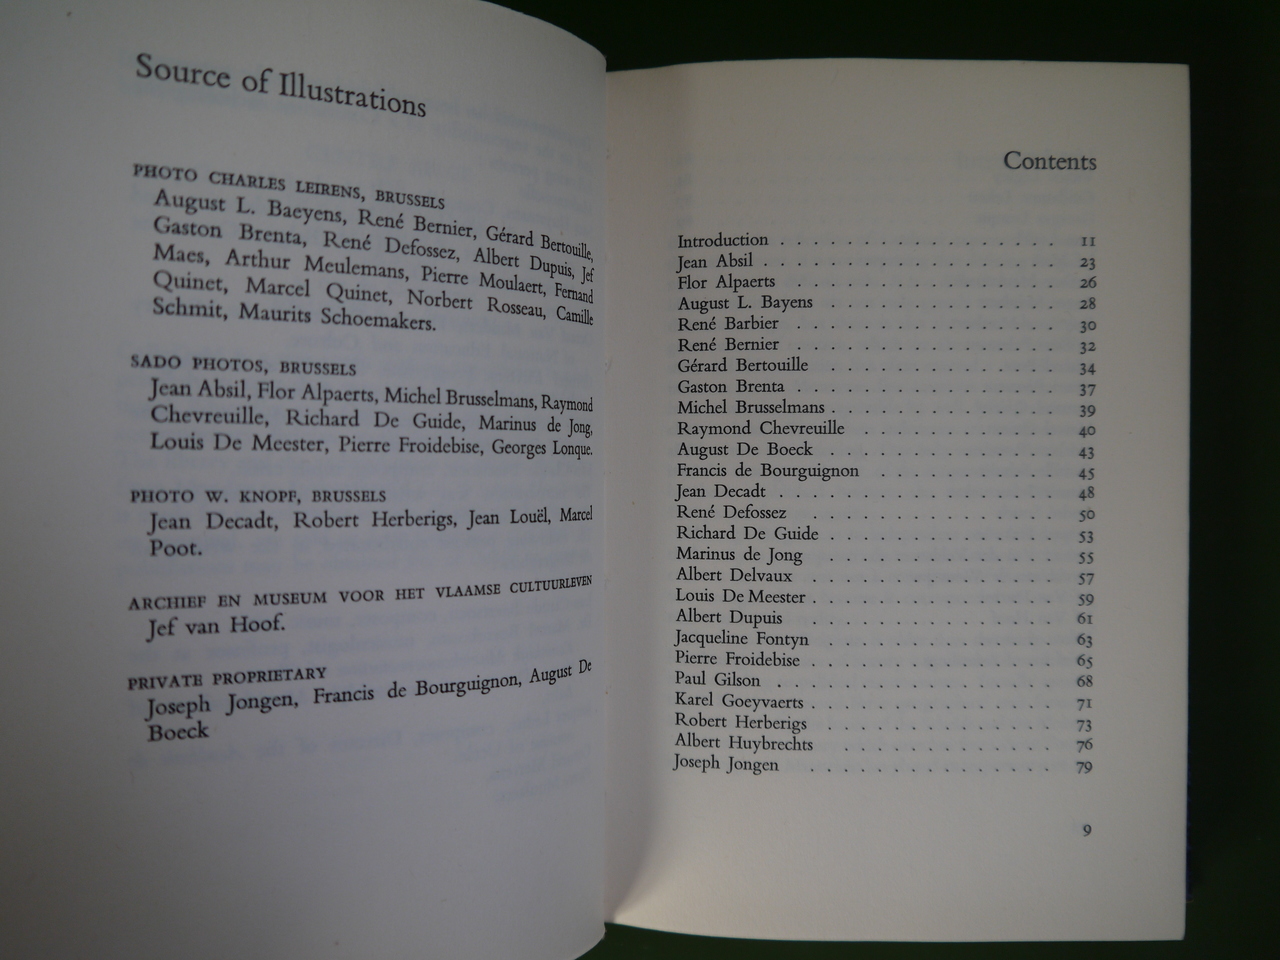 Source of Illustrations
PHOTO CHARLES LEIRENS, BRUSSELS
August L. Baeyens, René Bernier, Gérard Bertouille,
Gaston Brenta, René Defossez, Albert Dupuis, Jef
Maes, Arthur Meulemans, Pierre Moulaert, Fernand
Quinet, Marcel Quinet, Norbert Rosseau, Camille
Schmit, Maurits Schoemakers.
SADO PHOTOS, BRUSSELS
Jean Absil, Flor Alpaerts, Michel Brusselmans, Raymond
Chevreuille, Richard De Guide, Marinus de Jong,
Louis De Meester, Pierre Froidebise, Georges Lonque.
PHOTO W. KNOPF, BRUSSELS
Jean Decadt, Robert Herberigs, Jean Louël, Marcel
Poot.
ARCHIEF EN MUSEUM VOOR HET VLAAMSE CULTUURLEVEN
Jef van Hoof.
PRIVATE PROPRIETARY
Joseph Jongen, Francis de Bourguignon, August De
Boeck
Contents
Introduction . . . . . . . . . . . . . . . . . 11
Jean Absil . . . . . . . . . . . . . . . . . . 23
Flor Alpaerts . . . . . . . . . . . . . . . . 26
August L. Bayens . . . . . . . . . . . . . . 28
René Barbier . . . . . . . . . . . . . . . . 30
René Bernier . . . . . . . . . . . . . . . . 32
Gérard Bertouille . . . . . . . . . . . . . . 34
Gaston Brenta . . . . . . . . . . . . . . . . 37
Michel Brusselmans . . . . . . . . . . . . . . 39
Raymond Chevreuille . . . . . . . . . . . . . 40
August De Boeck . . . . . . . . . . . . . . 43
Francis de Bourguignon . . . . . . . . . . . 45
Jean Decadt . . . . . . . . . . . . . . . . . 48
René Defossez . . . . . . . . . . . . . . . 50
Richard De Guide . . . . . . . . . . . . . . 53
Marinus de Jong . . . . . . . . . . . . . . 55
Albert Delvaux . . . . . . . . . . . . . . . 57
Louis De Meester . . . . . . . . . . . . . . . 59
Albert Dupuis . . . . . . . . . . . . . . . 61
Jacqueline Fontyn . . . . . . . . . . . . . . 63
Pierre Froidebise . . . . . . . . . . . . . . . 65
Paul Gilson . . . . . . . . . . . . . . . . . 68
Karel Goeyvaerts . . . . . . . . . . . . . . . 71
Robert Herberigs . . . . . . . . . . . . . . 73
Albert Huybrechts . . . . . . . . . . . . . 76
Joseph Jongen . . . . . . . . . . . . . . . 79
9